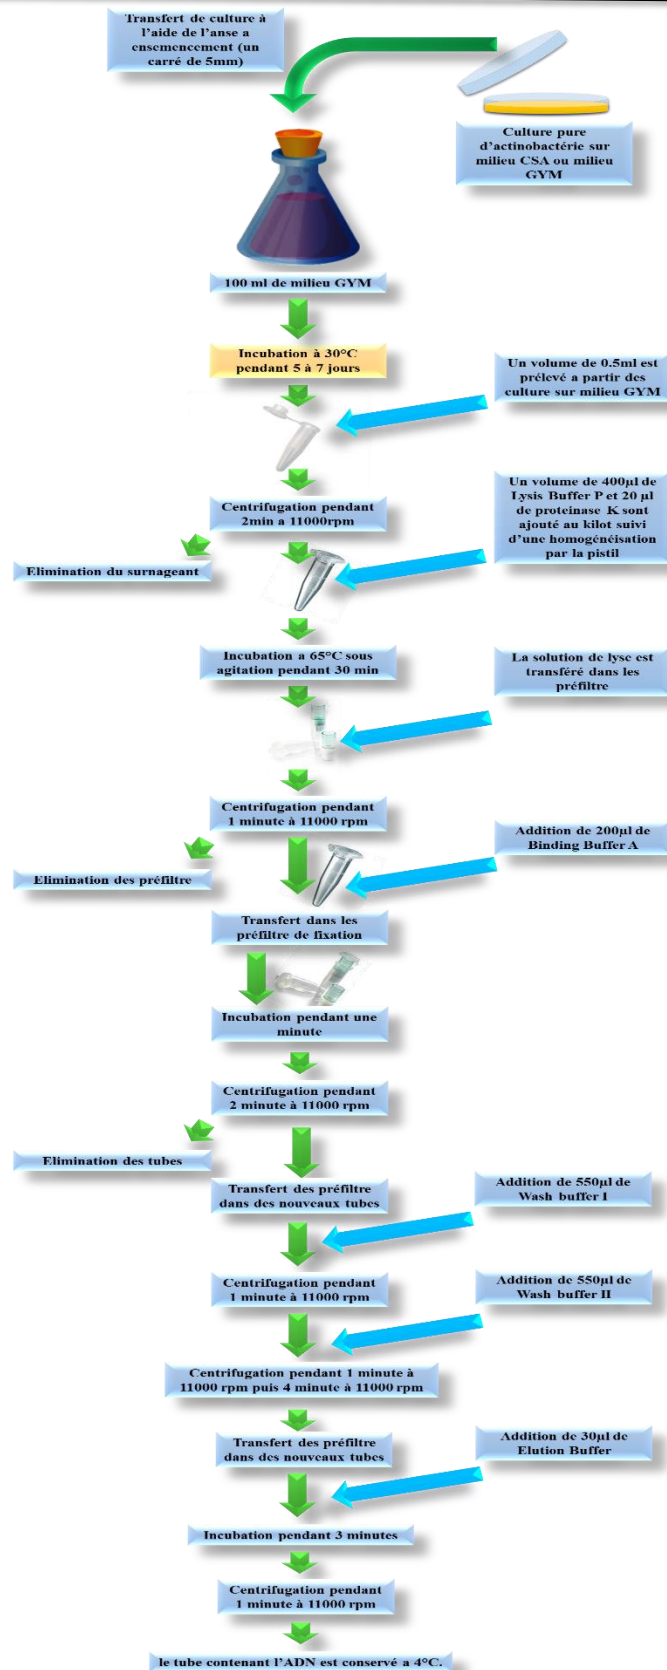 Transfert de culture à
l'aide de l'anse a
ensemencement (un
carré de 5mm)
Culture pure
d'actinobactérie sur
milieu CSA ou milieu
GYM
100 ml de milieu GYM
Incubation à 30°C
pendant 5 à 7 jours
Un volume de 0.5ml est
prélevé a partir des
culture sur milieu GYM
Centrifugation pendant
2min a 11000rpm
Un volume de 400µl de
Lysis Buffer P et 20 µl
de proteinase K sont
ajouté au kilot suivi
d'une homogénéisation
par la pistil
Elimination du surnageant
Incubation a 65°C sous
agitation pendant 30 min
La solution de lyse est
transféré dans les
préfiltre
Centrifugation pendant
1 minute à 11000 rpm
Addition de 200µl de
Binding Buffer A
Elimination des préfiltre
Transfert dans les
préfiltre de fixation
Incubation pendant une
minute
Centrifugation pendant
2 minute à 11000 rpm
Elimination des tubes
Transfert des préfiltre
dans des nouveaux tubes
Addition de 550µl de
Wash buffer I
Centrifugation pendant
1 minute à 11000 rpm
Addition de 550µl de
Wash buffer II
Centrifugation pendant 1 minute à
11000 rpm puis 4 minute à 11000 rpm
Transfert des préfiltre
dans des nouveaux tubes
Addition de 30µl de
Elution Buffer
Incubation pendant 3 minutes
Centrifugation pendant
1 minute à 11000 rpm
le tube contenant l'ADN est conservé a 4°C.